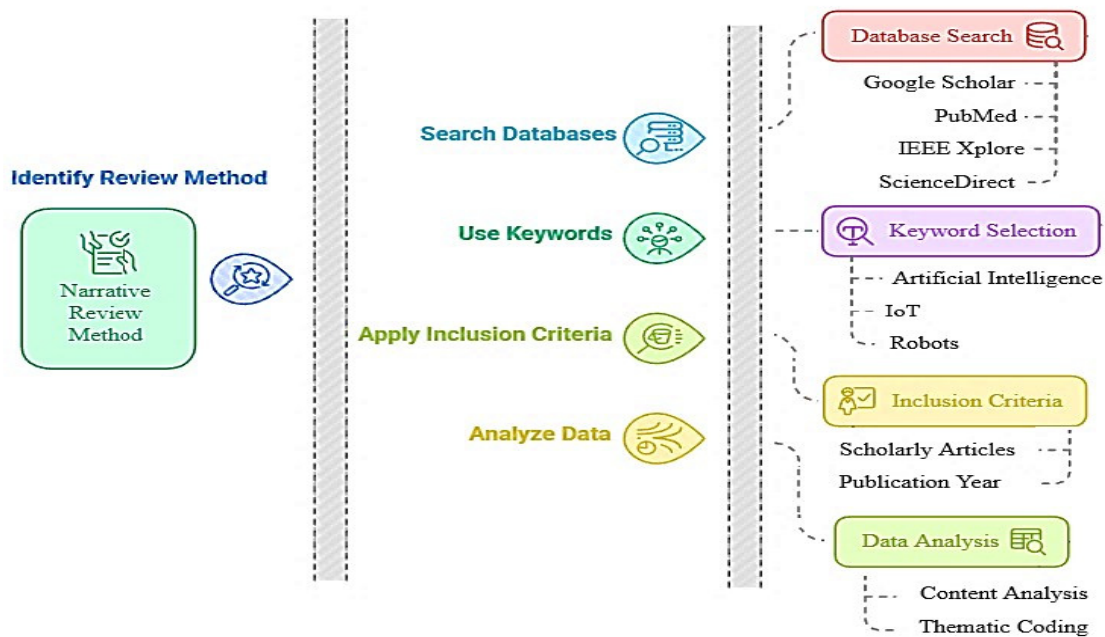 Identify Review Method
Narrative
Review
Method
Search Databases
Use Keywords
Apply Inclusion Criteria
Analyze Data
Database Search
Google Scholar
PubMed
IEEE Xplore
ScienceDirect
Keyword Selection
Artificial Intelligence
IoT
Robots
Inclusion Criteria
Scholarly Articles
Publication Year
Data Analysis
Content Analysis
Thematic Coding